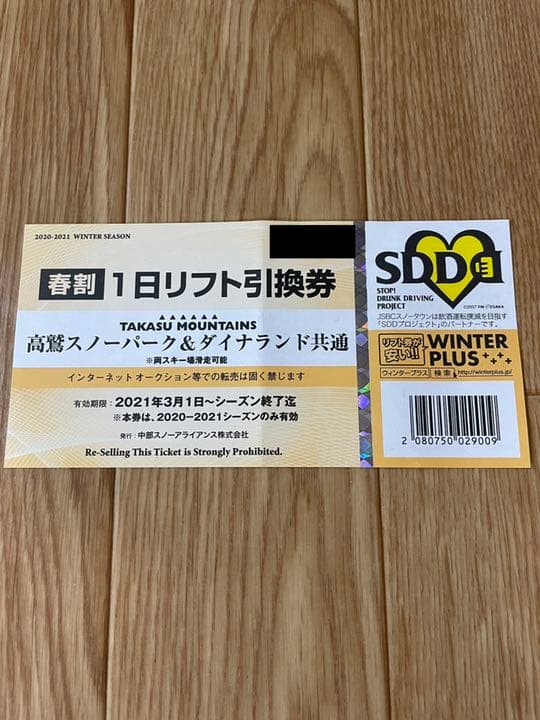 2020-2021 WINTER SEASON
春割 1日リフト引換券
TAKASU MOUNTAINS
高鷲スノーパーク&ダイナランド共通
※両スキー場滑走可能
インターネットオークション等での転売は固く禁じます
有効期限:2021年3月1日～シーズン終了迄
※本券は、2020-2021シーズンのみ有効
発行:中部スノーアライアンス株式会社
Re-Selling This Ticket is Strongly Prohibited.
SDD
STOP!
DRUNK DRIVING
PROJECT
©2007 FM OSAKA
JSBCスノータウンは飲酒運転撲滅を目指す
「SDDプロジェクト」のパートナーです。
リフト券が
安い!!
WINTER
PLUS
ウィンタープラス 検索 http://winterplus.jp/
2 080750 029009